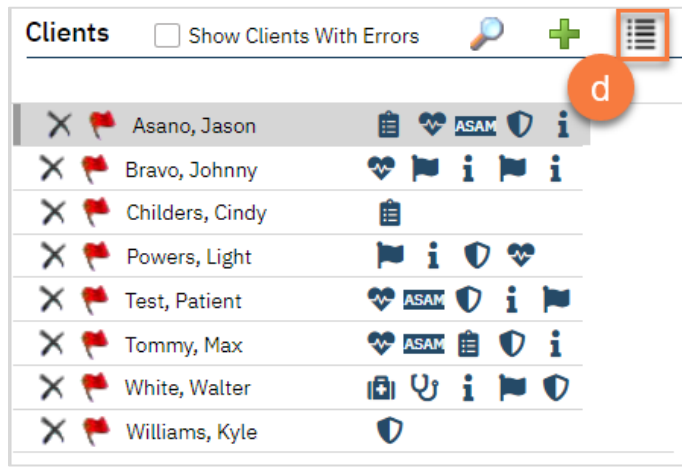 Clients Show Clients With Errors
d
Asano, Jason ASAM
Bravo, Johnny
Childers, Cindy
Powers, Light
Test, Patient ASAM
Tommy, Max ASAM
White, Walter
Williams, Kyle